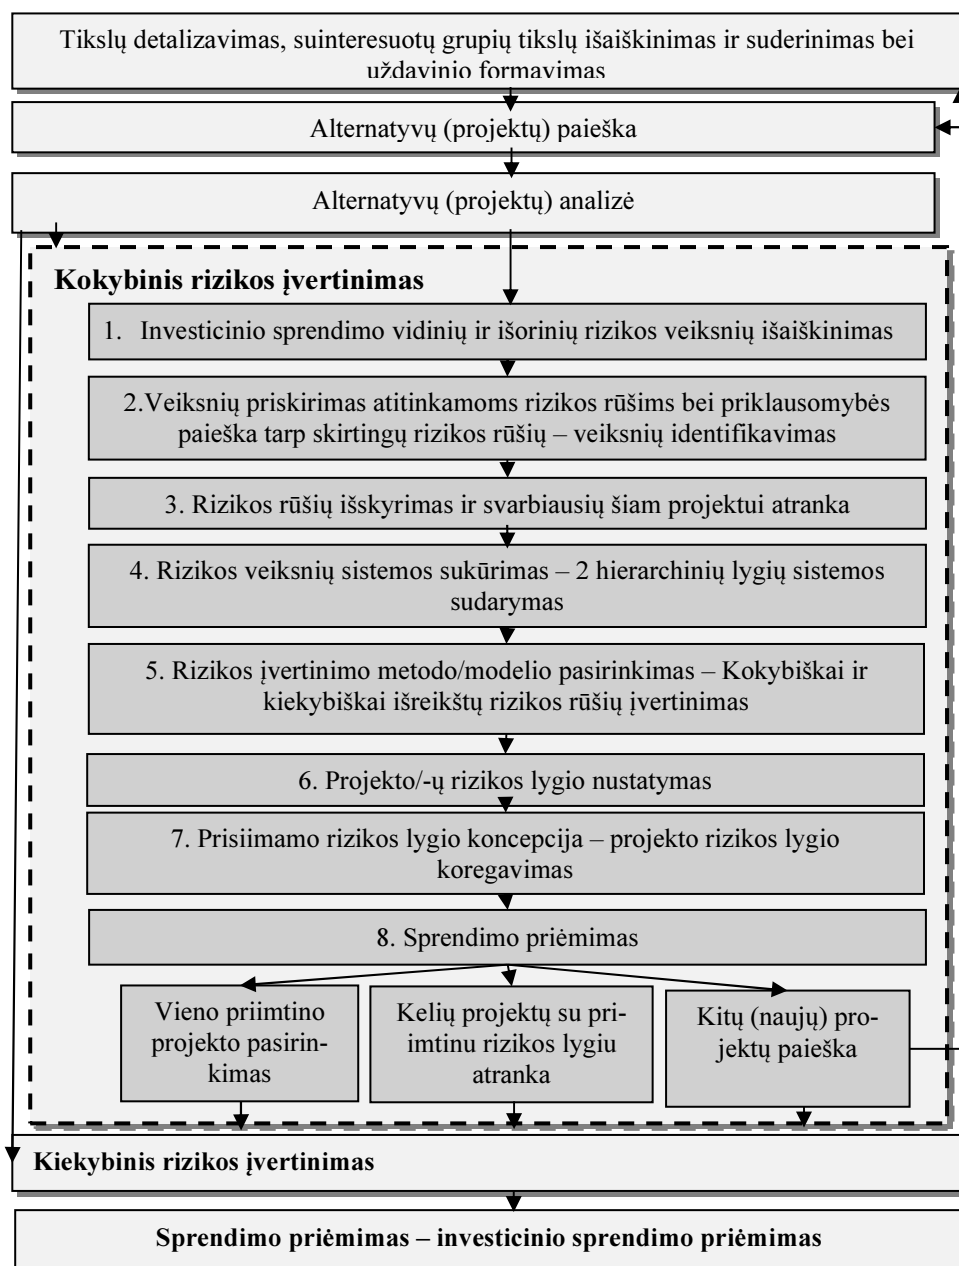 Tikslų detalizavimas, suinteresuotų grupių tikslų išaiškinimas ir suderinimas bei
uždavinio formavimas
Alternatyvų (projektų) paieška
Alternatyvų (projektų) analizė
Kokybinis rizikos įvertinimas
1. Investicinio sprendimo vidinių ir išorinių rizikos veiksnių išaiškinimas
2.Veiksnių priskirimas atitinkamoms rizikos rūšims bei priklausomybės
paieška tarp skirtingų rizikos rūšių – veiksnių identifikavimas
3. Rizikos rūšių išskyrimas ir svarbiausių šiam projektui atranka
4. Rizikos veiksnių sistemos sukūrimas – 2 hierarchinių lygių sistemos
sudarymas
5. Rizikos įvertinimo metodo/modelio pasirinkimas – Kokybiškai ir
kiekybiškai išreikštų rizikos rūšių įvertinimas
6. Projekto/-ų rizikos lygio nustatymas
7. Prisiimamo rizikos lygio koncepcija – projekto rizikos lygio
koregavimas
8. Sprendimo priėmimas
Vieno priimtino
projekto pasirin-
kimas
Kelių projektų su pri-
imtinu rizikos lygiu
atranka
Kitų (naujų) pro-
jektų paieška
Kiekybinis rizikos įvertinimas
Sprendimo priėmimas – investicinio sprendimo priėmimas